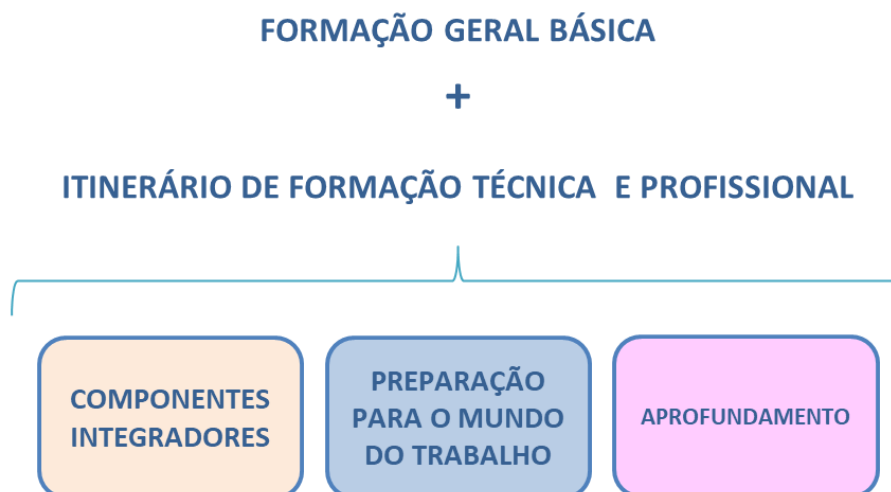 FORMAÇÃO GERAL BÁSICA
+
ITINERÁRIO DE FORMAÇÃO TÉCNICA E PROFISSIONAL
COMPONENTES
INTEGRADORES
PREPARAÇÃO
PARA O MUNDO
DO TRABALHO
APROFUNDAMENTO